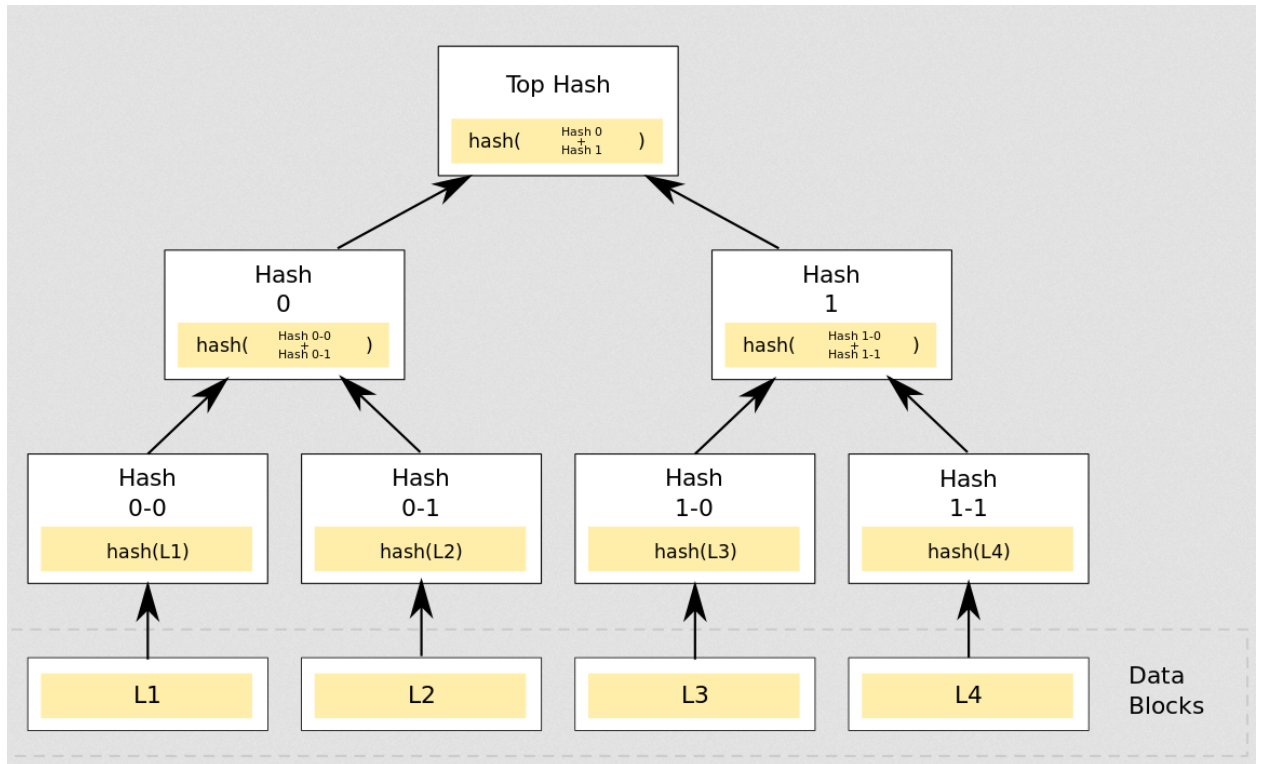 Top Hash
hash( Hash 0 + Hash 1 )
Hash
0
hash( Hash 0-0 + Hash 0-1 )
Hash
1
hash( Hash 1-0 + Hash 1-1 )
Hash
0-0
hash(L1)
Hash
0-1
hash(L2)
Hash
1-0
hash(L3)
Hash
1-1
hash(L4)
L1
L2
L3
L4
Data
Blocks